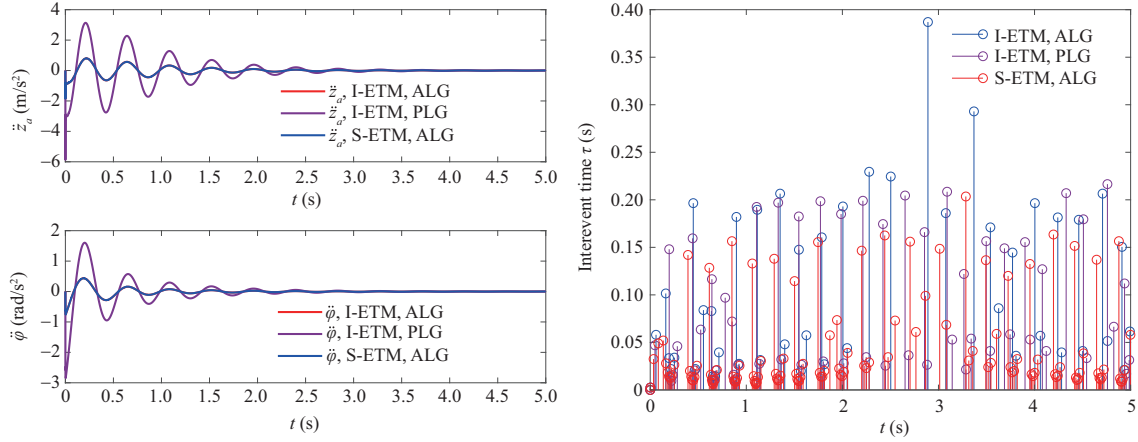 4
2
0
−2
−4
−6
z̈ₐ (m/s²)
z̈ₐ, I-ETM, ALG
z̈ₐ, I-ETM, PLG
z̈ₐ, S-ETM, ALG
0 0.5 1.0 1.5 2.0 2.5 3.0 3.5 4.0 4.5 5.0
t (s)
2
1
0
−1
−2
−3
φ̈ (rad/s²)
φ̈, I-ETM, ALG
φ̈, I-ETM, PLG
φ̈, S-ETM, ALG
0 0.5 1.0 1.5 2.0 2.5 3.0 3.5 4.0 4.5 5.0
t (s)
0.40
0.35
0.30
0.25
0.20
0.15
0.10
0.05
0
Interevent time τ (s)
I-ETM, ALG
I-ETM, PLG
S-ETM, ALG
0 1 2 3 4 5
t (s)